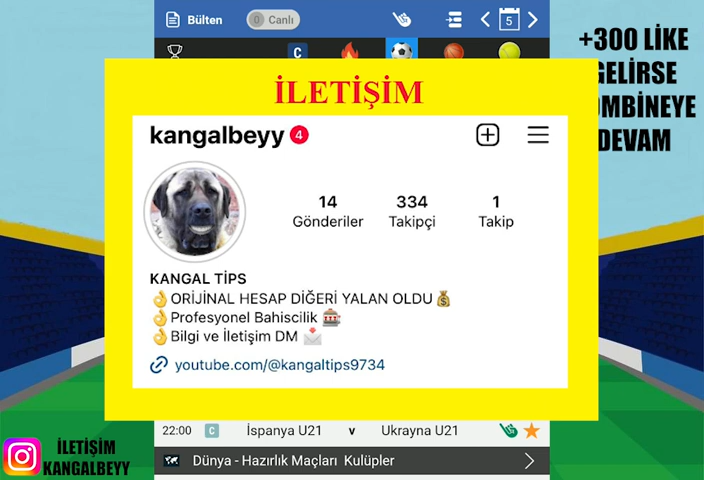 Bülten
0 Canlı
5
C
+300 LİKE
GELİRSE
KOMBİNEYE
DEVAM
İLETİŞİM
kangalbeyy 4
14 334 1
Gönderiler Takipçi Takip
KANGAL TİPS
👌ORİJİNAL HESAP DİĞERİ YALAN OLDU💰
👌Profesyonel Bahiscilik 🎰
👌Bilgi ve İletişim DM 📩
youtube.com/@kangaltips9734
22:00 C İspanya U21 v Ukrayna U21
Dünya - Hazırlık Maçları Kulüpler
İLETİŞİM
KANGALBEYY